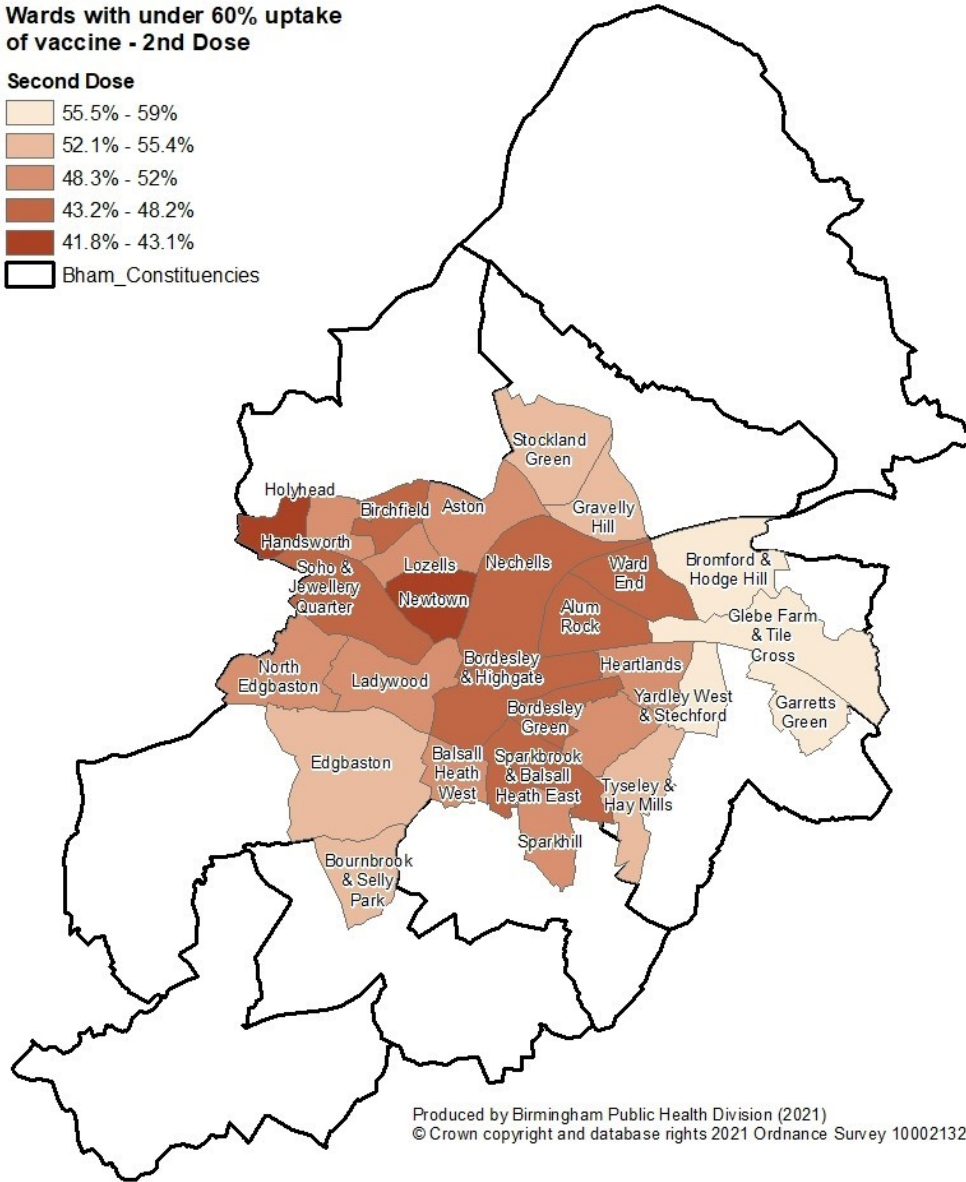 Wards with under 60% uptake
of vaccine - 2nd Dose
Second Dose
55.5% - 59%
52.1% - 55.4%
48.3% - 52%
43.2% - 48.2%
41.8% - 43.1%
Bham_Constituencies
Stockland
Green
Holyhead
Birchfield
Aston
Gravelly
Hill
Handsworth
Soho &
Jewellery
Quarter
Lozells
Nechells
Ward
End
Bromford &
Hodge Hill
Newtown
Alum
Rock
Glebe Farm
& Tile
Cross
North
Edgbaston
Ladywood
Bordesley
& Highgate
Heartlands
Bordesley
Green
Yardley West
& Stechford
Garretts
Green
Edgbaston
Balsall
Heath
West
Sparkbrook
& Balsall
Heath East
Tyseley &
Hay Mills
Sparkhill
Bournbrook
& Selly
Park
Produced by Birmingham Public Health Division (2021)
© Crown copyright and database rights 2021 Ordnance Survey 10002132